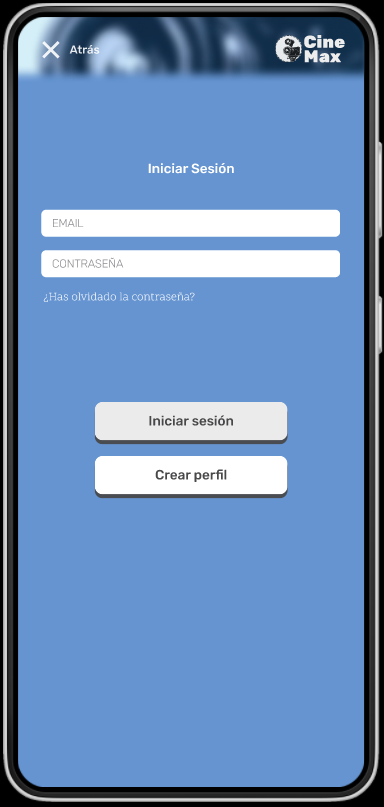 Atrás
Cine
Max
Iniciar Sesión
EMAIL
CONTRASEÑA
¿Has olvidado la contraseña?
Iniciar sesión
Crear perfil